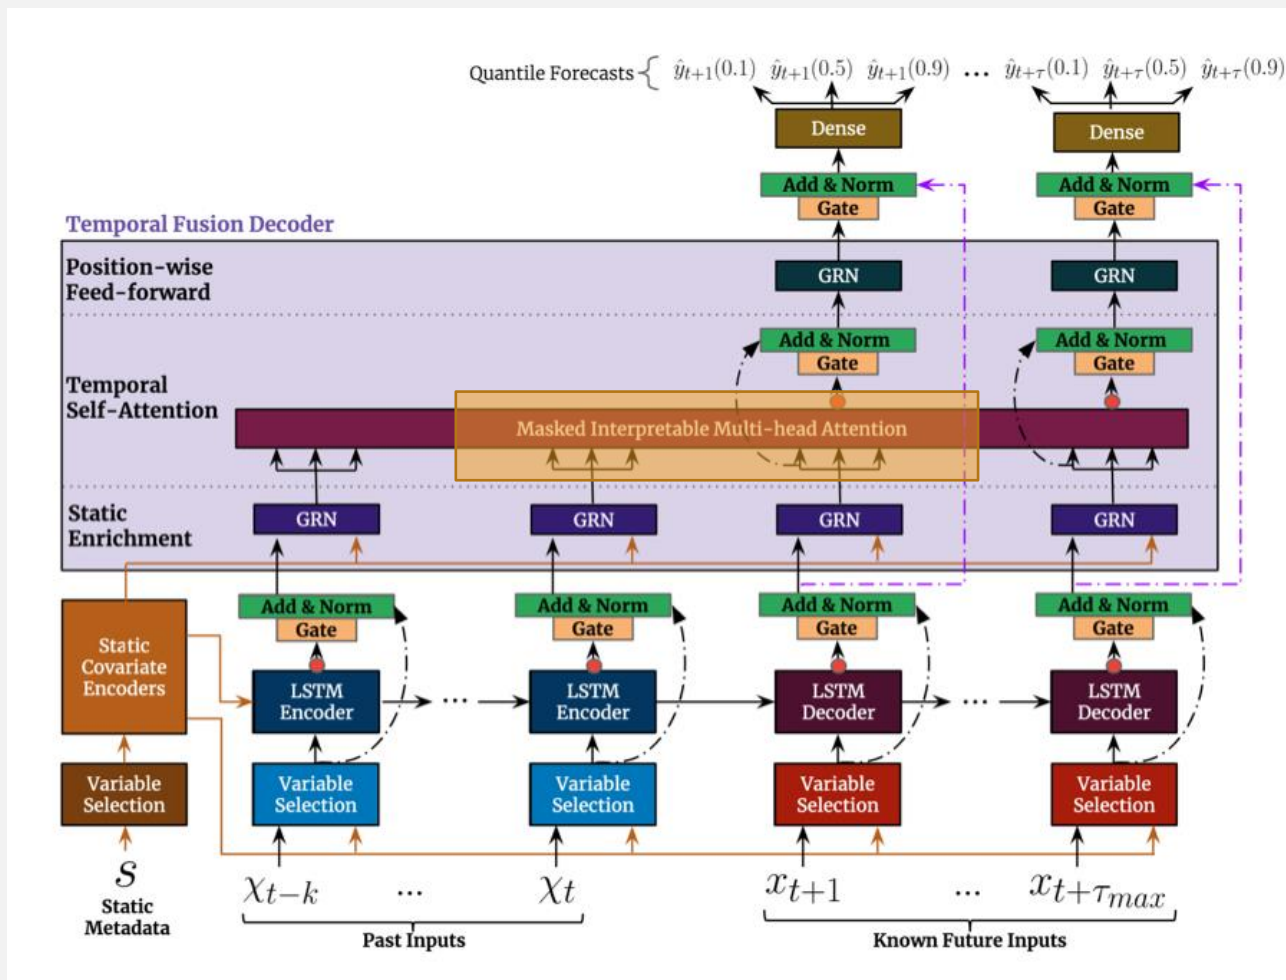 Quantile Forecasts { ŷt+1(0.1) ŷt+1(0.5) ŷt+1(0.9) ... ŷt+τ(0.1) ŷt+τ(0.5) ŷt+τ(0.9)
Dense Dense
Add & Norm Add & Norm
Gate Gate
Temporal Fusion Decoder
Position-wise
Feed-forward
GRN GRN
Add & Norm Add & Norm
Gate Gate
Temporal
Self-Attention
Masked Interpretable Multi-head Attention
Static
Enrichment
GRN GRN GRN GRN
Add & Norm Add & Norm Add & Norm Add & Norm
Gate Gate Gate Gate
Static
Covariate
Encoders
LSTM
Encoder
...
LSTM
Encoder
LSTM
Decoder
...
LSTM
Decoder
Variable
Selection
Variable
Selection
Variable
Selection
Variable
Selection
Variable
Selection
s
Static
Metadata
χt−k ... χt xt+1 ... xt+τmax
Past Inputs Known Future Inputs